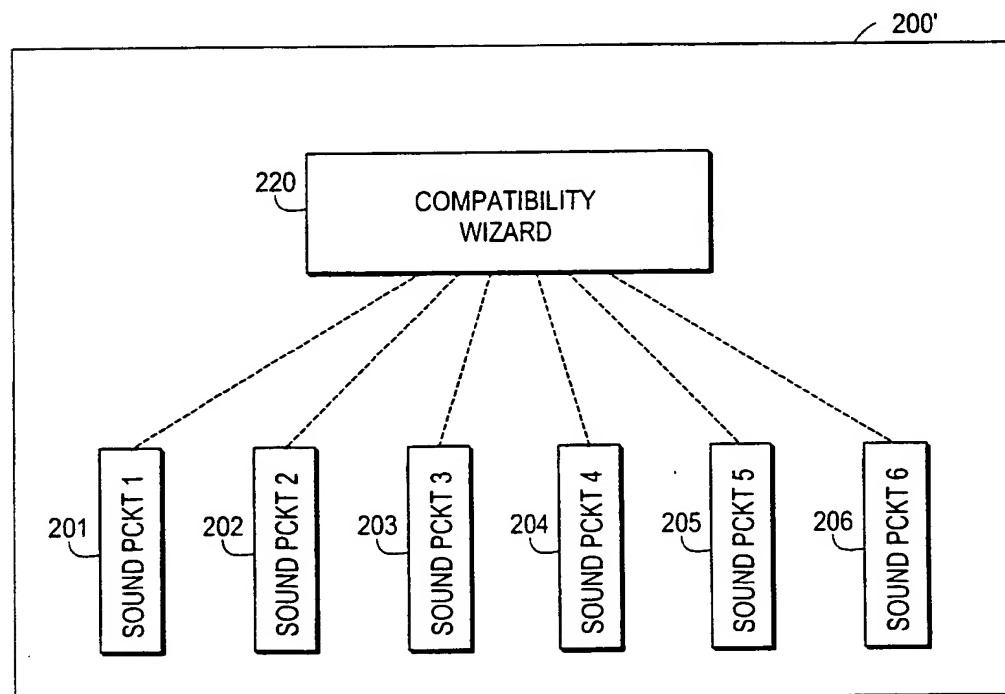 200'
220
COMPATIBILITY
WIZARD
201
SOUND PCKT 1
202
SOUND PCKT 2
203
SOUND PCKT 3
204
SOUND PCKT 4
205
SOUND PCKT 5
206
SOUND PCKT 6